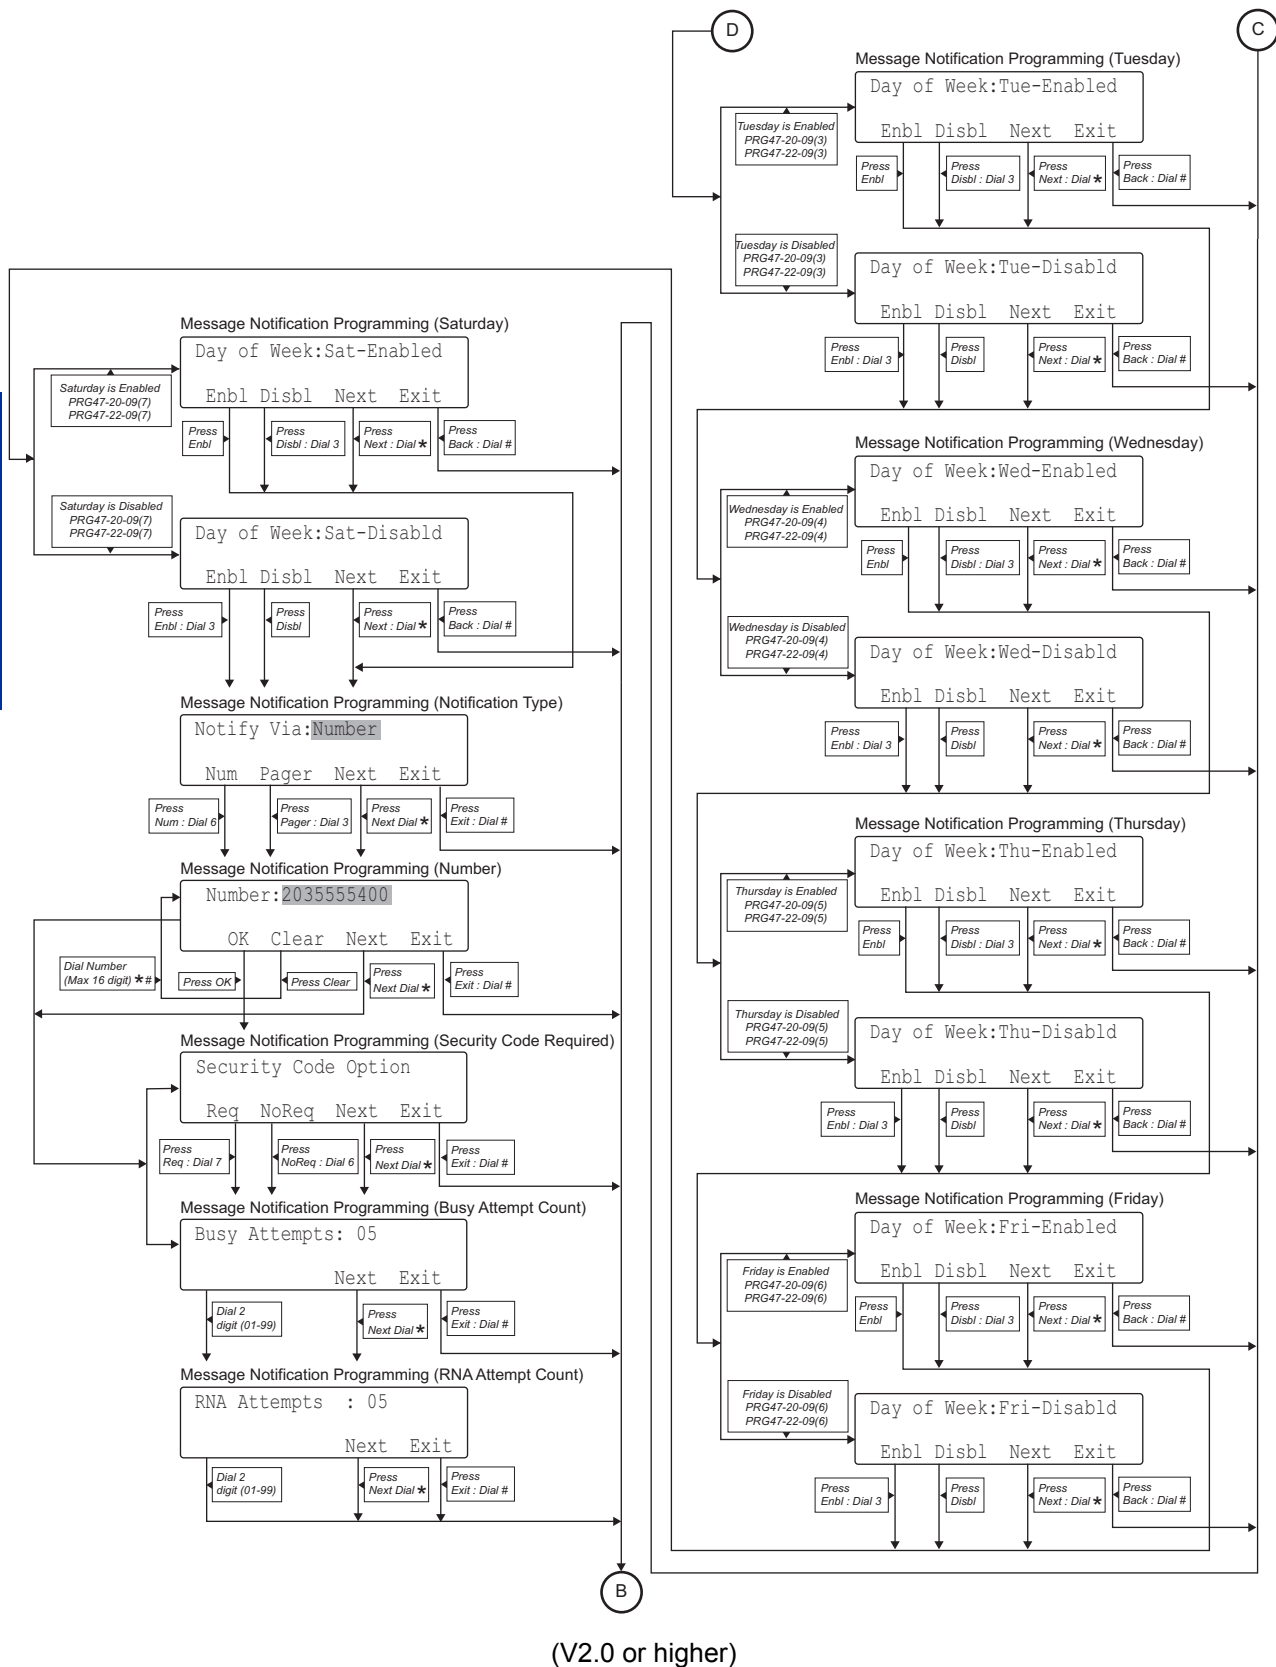 D
C
Message Notification Programming (Tuesday)
Day of Week:Tue-Enabled
Enbl Disbl Next Exit
Tuesday is Enabled
PRG47-20-09(3)
PRG47-22-09(3)
Press
Enbl
Press
Disbl : Dial 3
Press
Next : Dial *
Press
Back : Dial #
Tuesday is Disabled
PRG47-20-09(3)
PRG47-22-09(3)
Day of Week:Tue-Disabld
Enbl Disbl Next Exit
Press
Enbl : Dial 3
Press
Disbl
Press
Next : Dial *
Press
Back : Dial #
Message Notification Programming (Saturday)
Day of Week:Sat-Enabled
Enbl Disbl Next Exit
Saturday is Enabled
PRG47-20-09(7)
PRG47-22-09(7)
Press
Enbl
Press
Disbl : Dial 3
Press
Next : Dial *
Press
Back : Dial #
Saturday is Disabled
PRG47-20-09(7)
PRG47-22-09(7)
Day of Week:Sat-Disabld
Enbl Disbl Next Exit
Press
Enbl : Dial 3
Press
Disbl
Press
Next : Dial *
Press
Back : Dial #
Message Notification Programming (Notification Type)
Notify Via:Number
Num Pager Next Exit
Press
Num : Dial 6
Press
Pager : Dial 3
Press
Next Dial *
Press
Exit : Dial #
Message Notification Programming (Number)
Number:2035555400
OK Clear Next Exit
Dial Number
(Max 16 digit) *#
Press OK
Press Clear
Press
Next Dial *
Press
Exit : Dial #
Message Notification Programming (Security Code Required)
Security Code Option
Req NoReq Next Exit
Press
Req : Dial 7
Press
NoReq : Dial 6
Press
Next Dial *
Press
Exit : Dial #
Message Notification Programming (Busy Attempt Count)
Busy Attempts: 05
Next Exit
Dial 2
digit (01-99)
Press
Next Dial *
Press
Exit : Dial #
Message Notification Programming (RNA Attempt Count)
RNA Attempts : 05
Next Exit
Dial 2
digit (01-99)
Press
Next Dial *
Press
Exit : Dial #
Message Notification Programming (Wednesday)
Day of Week:Wed-Enabled
Enbl Disbl Next Exit
Wednesday is Enabled
PRG47-20-09(4)
PRG47-22-09(4)
Press
Enbl
Press
Disbl : Dial 3
Press
Next : Dial *
Press
Back : Dial #
Wednesday is Disabled
PRG47-20-09(4)
PRG47-22-09(4)
Day of Week:Wed-Disabld
Enbl Disbl Next Exit
Press
Enbl : Dial 3
Press
Disbl
Press
Next : Dial *
Press
Back : Dial #
Message Notification Programming (Thursday)
Day of Week:Thu-Enabled
Enbl Disbl Next Exit
Thursday is Enabled
PRG47-20-09(5)
PRG47-22-09(5)
Press
Enbl
Press
Disbl : Dial 3
Press
Next : Dial *
Press
Back : Dial #
Thursday is Disabled
PRG47-20-09(5)
PRG47-22-09(5)
Day of Week:Thu-Disabld
Enbl Disbl Next Exit
Press
Enbl : Dial 3
Press
Disbl
Press
Next : Dial *
Press
Back : Dial #
Message Notification Programming (Friday)
Day of Week:Fri-Enabled
Enbl Disbl Next Exit
Friday is Enabled
PRG47-20-09(6)
PRG47-22-09(6)
Press
Enbl
Press
Disbl : Dial 3
Press
Next : Dial *
Press
Back : Dial #
Friday is Disabled
PRG47-20-09(6)
PRG47-22-09(6)
Day of Week:Fri-Disabld
Enbl Disbl Next Exit
Press
Enbl : Dial 3
Press
Disbl
Press
Next : Dial *
Press
Back : Dial #
B
(V2.0 or higher)